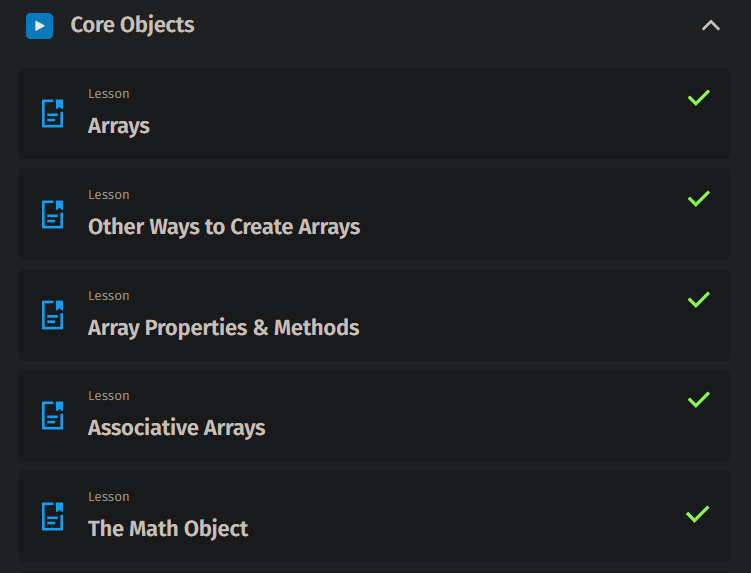 Core Objects
Lesson
Arrays
Lesson
Other Ways to Create Arrays
Lesson
Array Properties & Methods
Lesson
Associative Arrays
Lesson
The Math Object